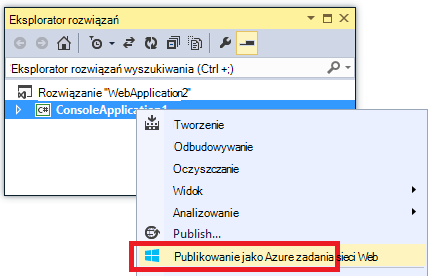 Eksplorator rozwiązań
Eksploratora rozwiązań wyszukiwania (Ctrl +;)
Rozwiązanie "WebApplication2"
C# ConsoleApplication1
Tworzenie
Odbudowywanie
Oczyszczanie
Widok
Analizowanie
Publish...
Publikowanie jako Azure zadania sieci Web